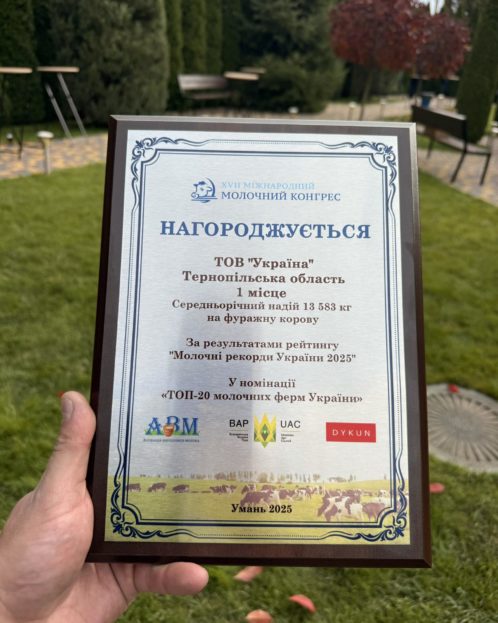 XVII МІЖНАРОДНИЙ
МОЛОЧНИЙ КОНГРЕС
НАГОРОДЖУЄТЬСЯ
ТОВ "Україна"
Тернопільська область
1 місце
Середньорічний надій 13 583 кг
на фуражну корову
За результатами рейтингу
"Молочні рекорди України 2025"
У номінації
«ТОП-20 молочних ферм України»
АВМ
ВАР
UAC
DYKUN
Умань 2025